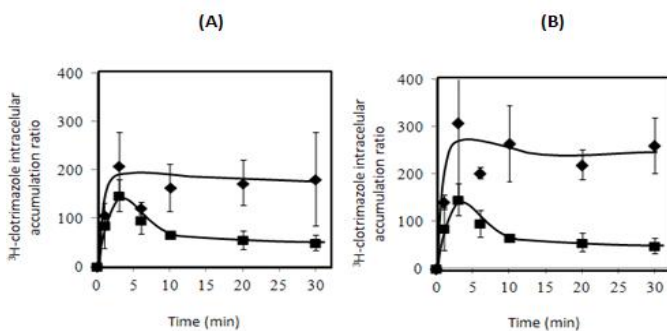 (A)
(B)
³H-clotrimazole intracelular
accumulation ratio
400
300
200
100
0
0 5 10 15 20 25 30
Time (min)
³H-clotrimazole intracelular
accumulation ratio
400
300
200
100
0
0 5 10 15 20 25 30
Time (min)